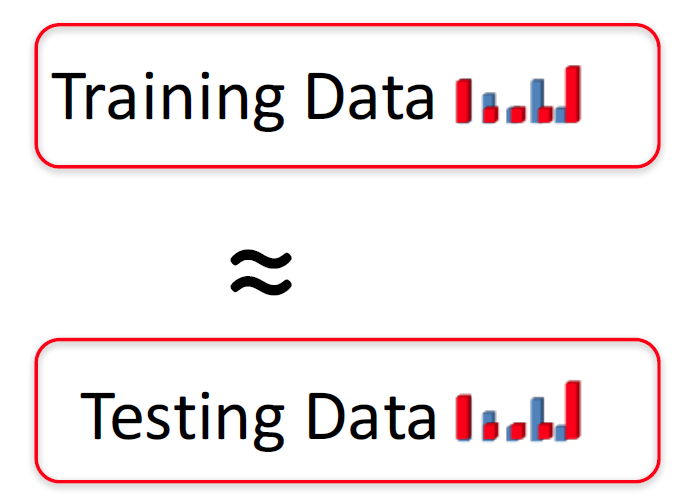 Training Data
≈
Testing Data